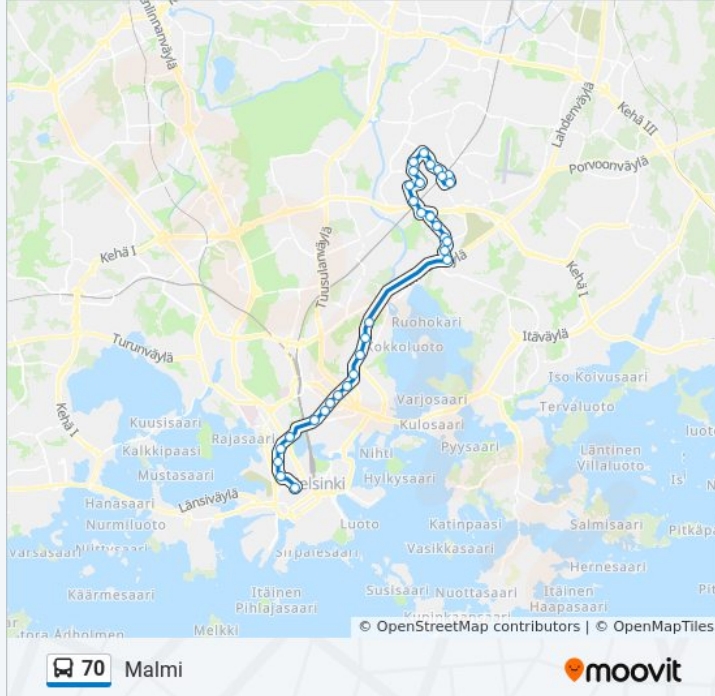 Kehä III
Lahdenväylä
Porvoonväylä
Kehä I
Tuusulanväylä
Kehä I
Ruohokari
Kokkoluoto
Itäväylä
Turunväylä
Iso Koivusaari
Kehä I
Varjosaari
Tervaluoto
Kuusisaari
Rajasaari
Kulosaari
Kalkkipaasi
Pyysaari
Läntinen
Villaluoto
Nihti
Mustasaari
Hylkysaari
Hanasaari
Länsiväylä
Helsinki
Nurmiluoto
Luoto
Katinpaasi
Salmisaari
Sirpalesaari
Vasikkasaari
Hernesaari
Käärmesaari
Itäinen
Pihlajasaari
Susisaari
Nuottasaari
Itäinen
Haapasaari
Melkki
© OpenStreetMap contributors | © OpenMapTiles
70 Malmi
moovit